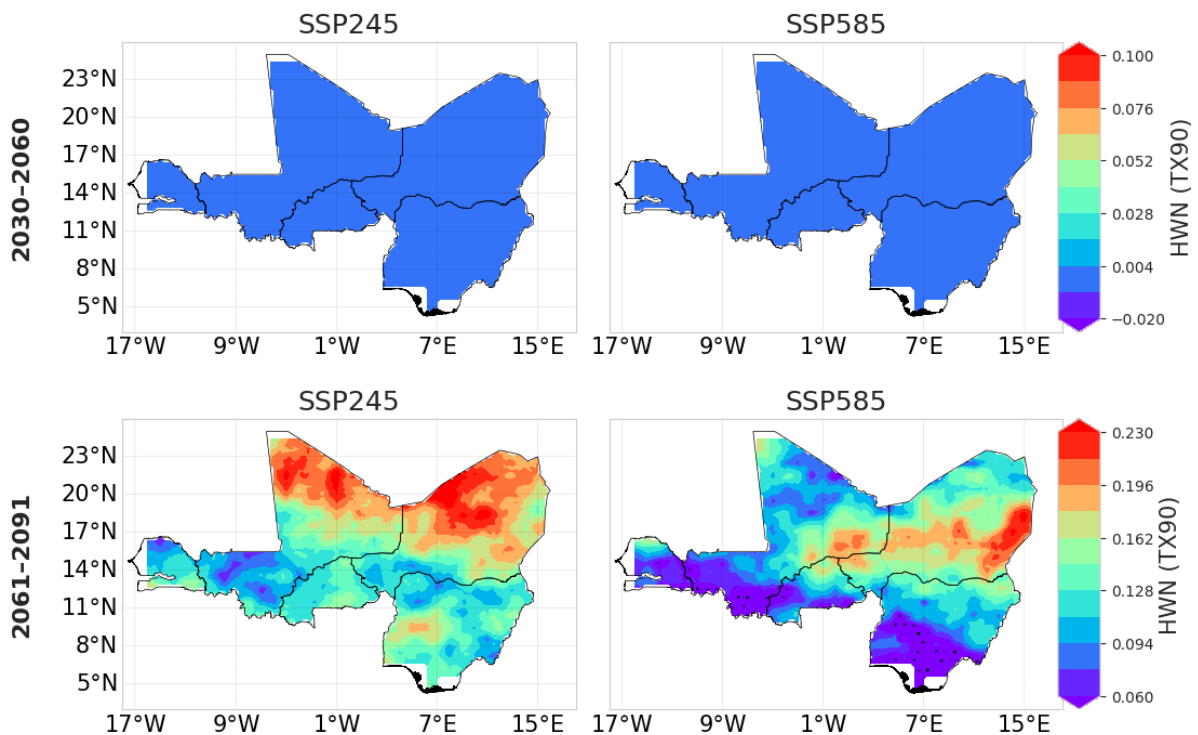 SSP245 SSP585
23°N
20°N
17°N
14°N
11°N
8°N
5°N
2030-2060
17°W 9°W 1°W 7°E 15°E 17°W 9°W 1°W 7°E 15°E
0.100
0.076
0.052
0.028
0.004
−0.020
HWN (TX90)
SSP245 SSP585
23°N
20°N
17°N
14°N
11°N
8°N
5°N
2061-2091
17°W 9°W 1°W 7°E 15°E 17°W 9°W 1°W 7°E 15°E
0.230
0.196
0.162
0.128
0.094
0.060
HWN (TX90)